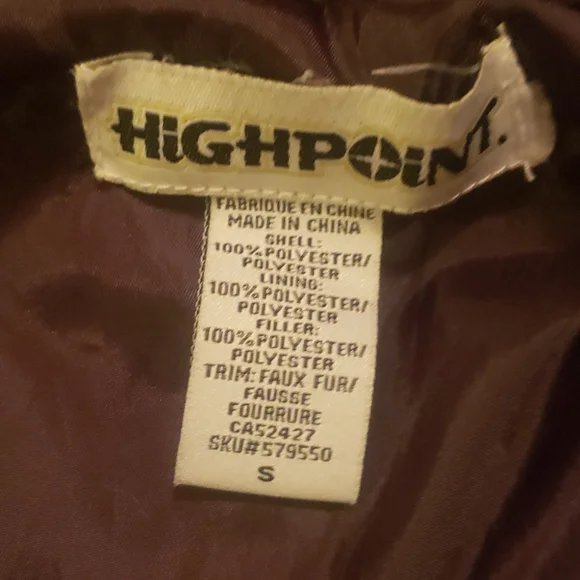 HiGHPOiNT.
FABRIQUE EN CHINE
MADE IN CHINA
SHELL:
100%POLYESTER/
POLYESTER
LINING:
100%POLYESTER/
POLYESTER
FILLER:
100%POLYESTER/
POLYESTER
TRIM: FAUX FUR/
FAUSSE
FOURRURE
CA52427
SKU#579550
S